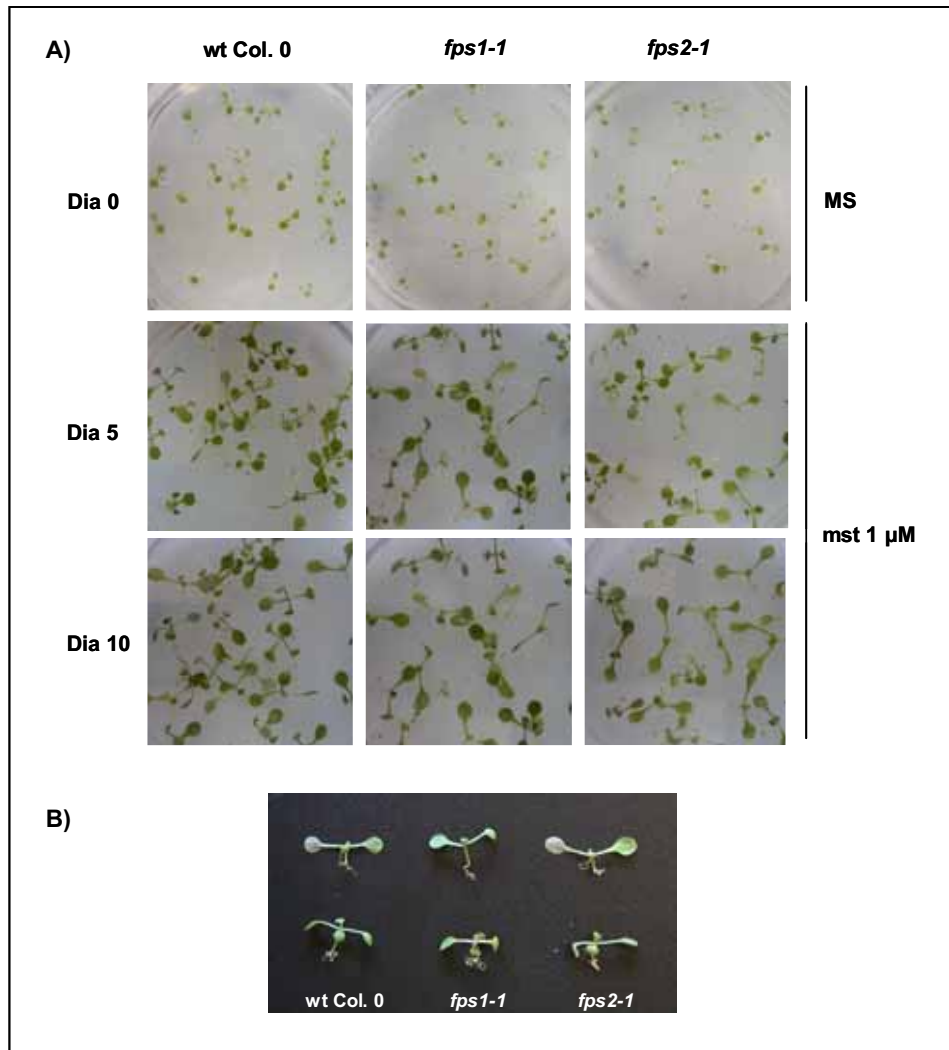 A)
wt Col. 0 fps1-1 fps2-1
Dia 0
MS
Dia 5
mst 1 µM
Dia 10
B)
wt Col. 0 fps1-1 fps2-1